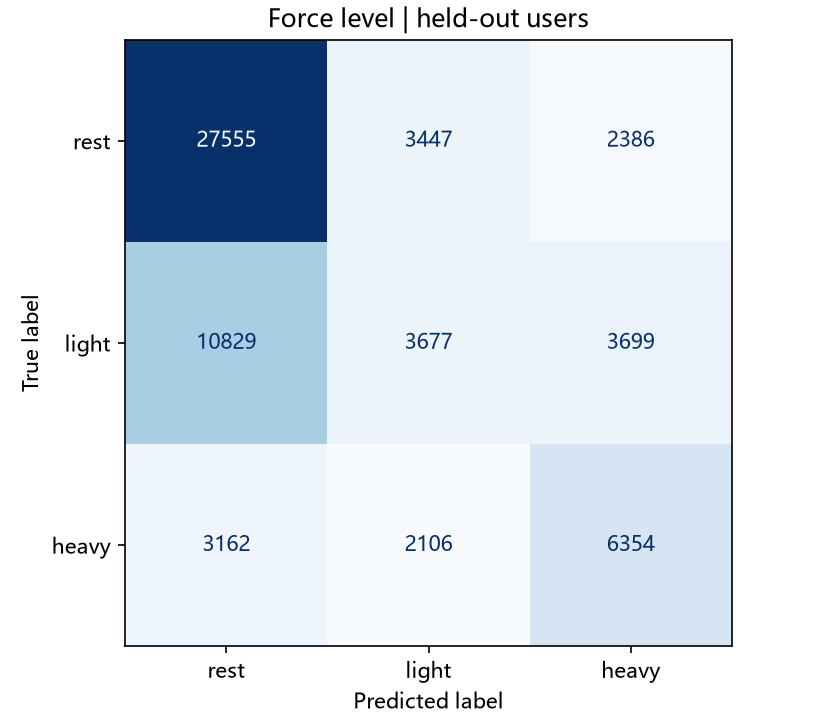 Force level | held-out users
True label
rest 27555 3447 2386
light 10829 3677 3699
heavy 3162 2106 6354
rest light heavy
Predicted label